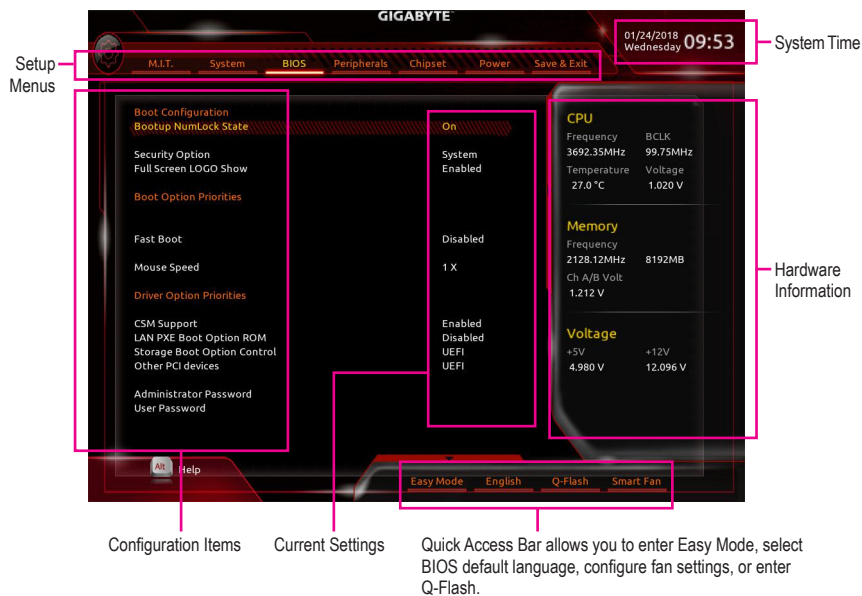 GIGABYTE™
01/24/2018
Wednesday
09:53
System Time
Setup
Menus
M.I.T. System BIOS Peripherals Chipset Power Save & Exit
Boot Configuration
Bootup NumLock State On
Security Option System
Full Screen LOGO Show Enabled
Boot Option Priorities
Fast Boot Disabled
Mouse Speed 1 X
Driver Option Priorities
CSM Support Enabled
LAN PXE Boot Option ROM Disabled
Storage Boot Option Control UEFI
Other PCI devices UEFI
Administrator Password
User Password
CPU
Frequency BCLK
3692.35MHz 99.75MHz
Temperature Voltage
27.0 °C 1.020 V
Memory
Frequency
2128.12MHz 8192MB
Ch A/B Volt
1.212 V
Voltage
+5V +12V
4.980 V 12.096 V
Hardware
Information
Alt Help
Easy Mode English Q-Flash Smart Fan
Configuration Items
Current Settings
Quick Access Bar allows you to enter Easy Mode, select
BIOS default language, configure fan settings, or enter
Q-Flash.